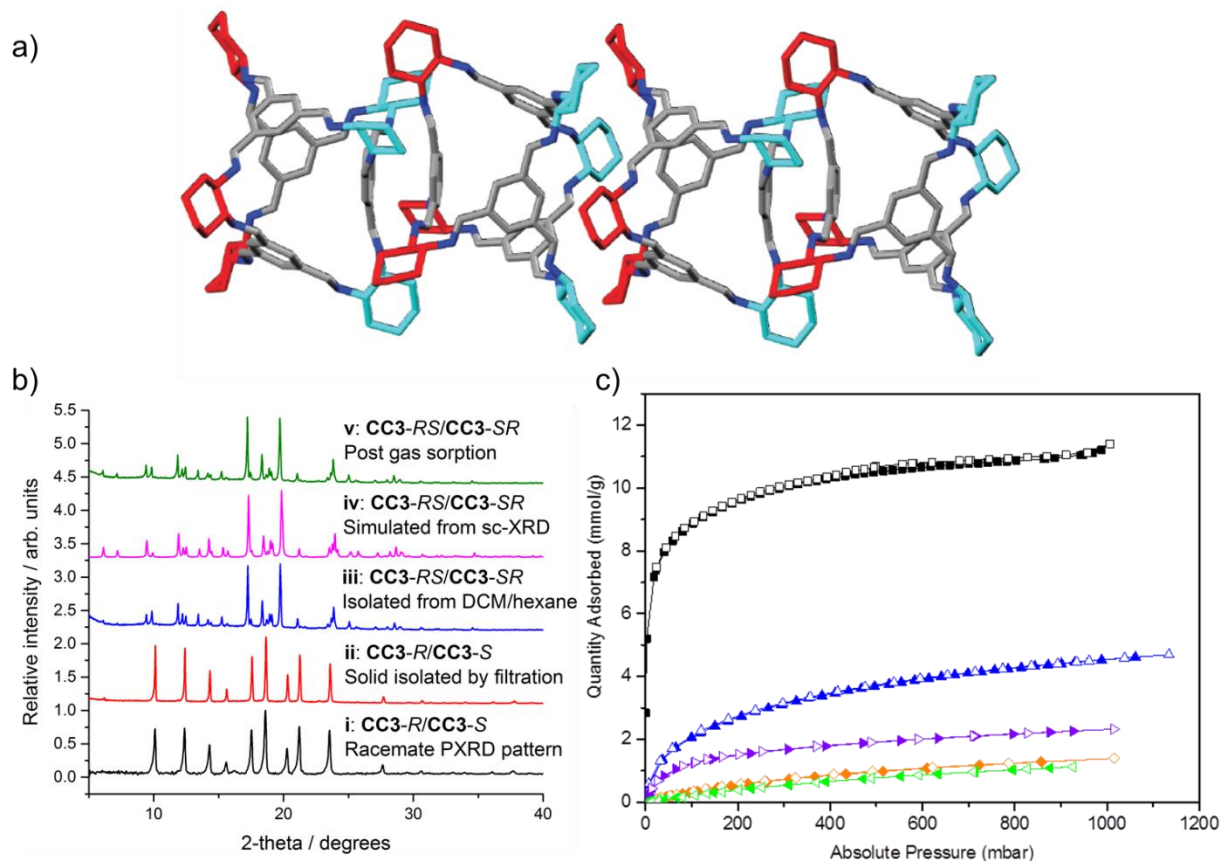 a)
b)
c)
Relative intensity / arb. units
5.5
5.0
4.5
4.0
3.5
3.0
2.5
2.0
1.5
1.0
0.5
0.0
v: CC3-RS/CC3-SR
Post gas sorption
iv: CC3-RS/CC3-SR
Simulated from sc-XRD
iii: CC3-RS/CC3-SR
Isolated from DCM/hexane
ii: CC3-R/CC3-S
Solid isolated by filtration
i: CC3-R/CC3-S
Racemate PXRD pattern
10 20 30 40
2-theta / degrees
Quantity Adsorbed (mmol/g)
12
10
8
6
4
2
0
0 200 400 600 800 1000 1200
Absolute Pressure (mbar)